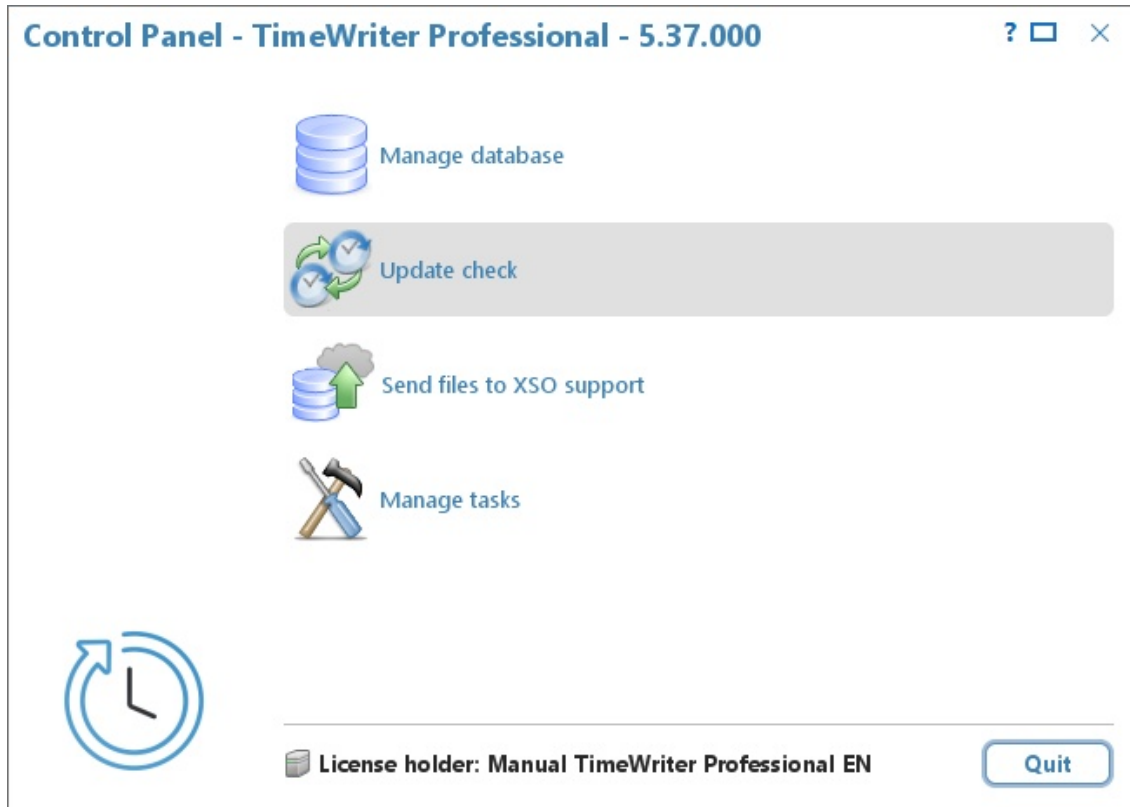 Control Panel - TimeWriter Professional - 5.37.000 ?
Manage database
Update check
Send files to XSO support
Manage tasks
License holder: Manual TimeWriter Professional EN
Quit